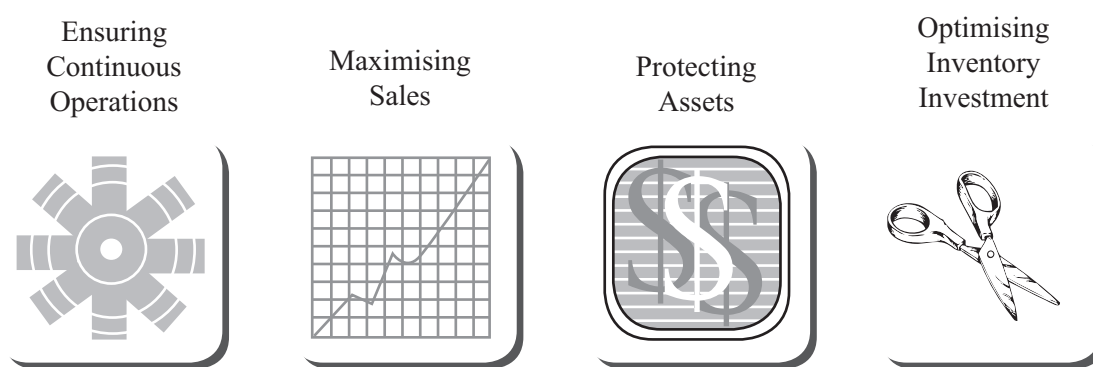 Ensuring
Continuous
Operations
Maximising
Sales
Protecting
Assets
Optimising
Inventory
Investment